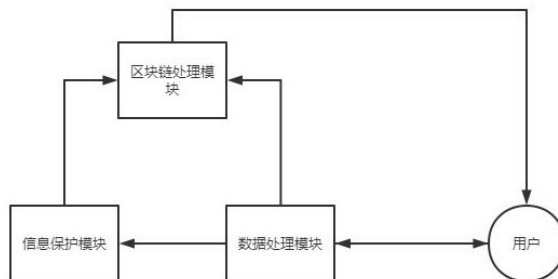 区块链处理模
块
信息保护模块
数据处理模块
用户